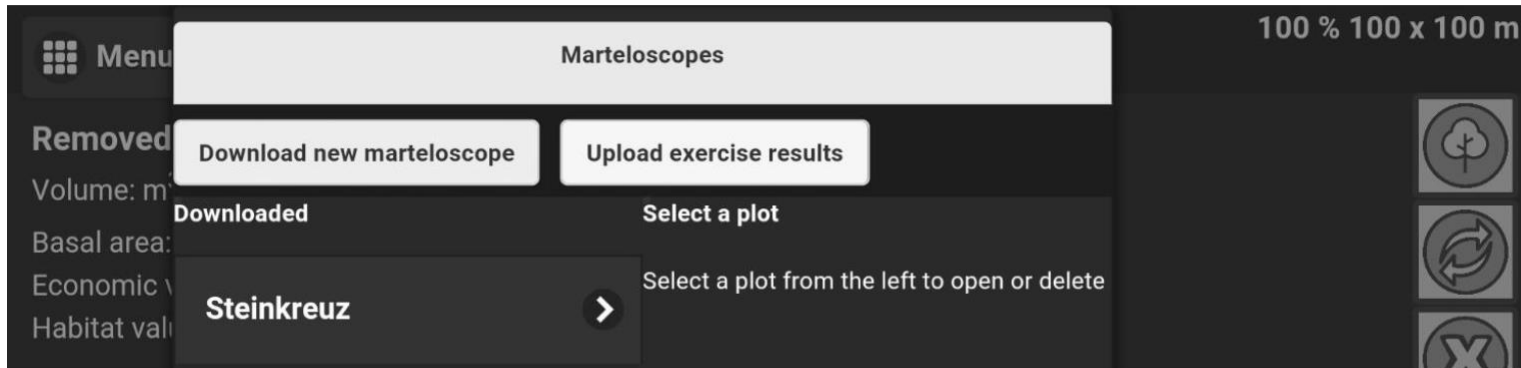 100 % 100 x 100 m
Menu
Marteloscopes
Removed
Download new marteloscope
Upload exercise results
Volume: m
Downloaded
Select a plot
Basal area:
Select a plot from the left to open or delete
Economic
Steinkreuz
Habitat